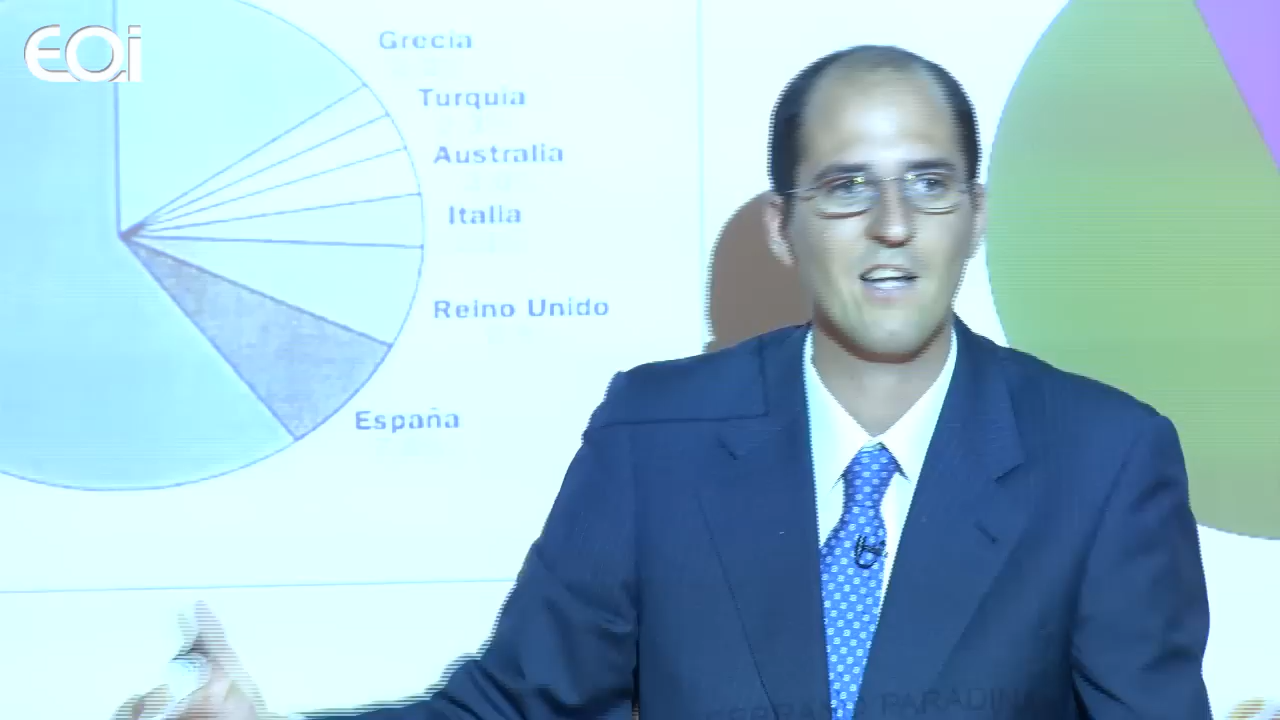 EOi
Grecia
Turquia
Australia
Italia
Reino Unido
España